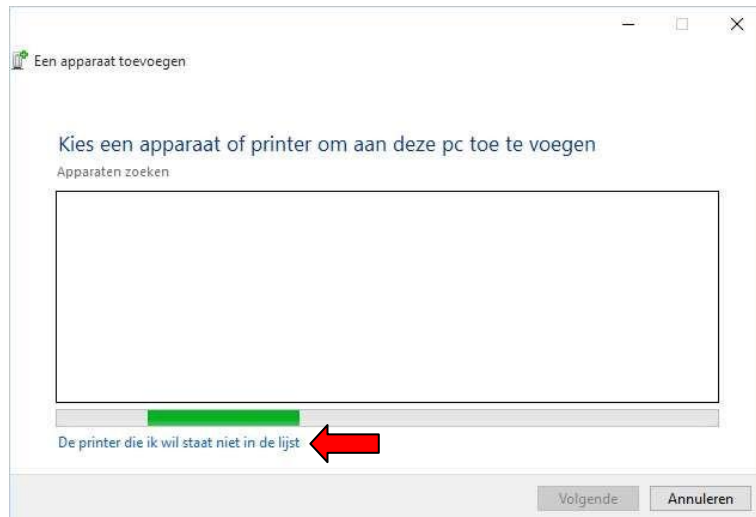 Een apparaat toevoegen
Kies een apparaat of printer om aan deze pc toe te voegen
Apparaten zoeken
De printer die ik wil staat niet in de lijst
Volgende
Annuleren